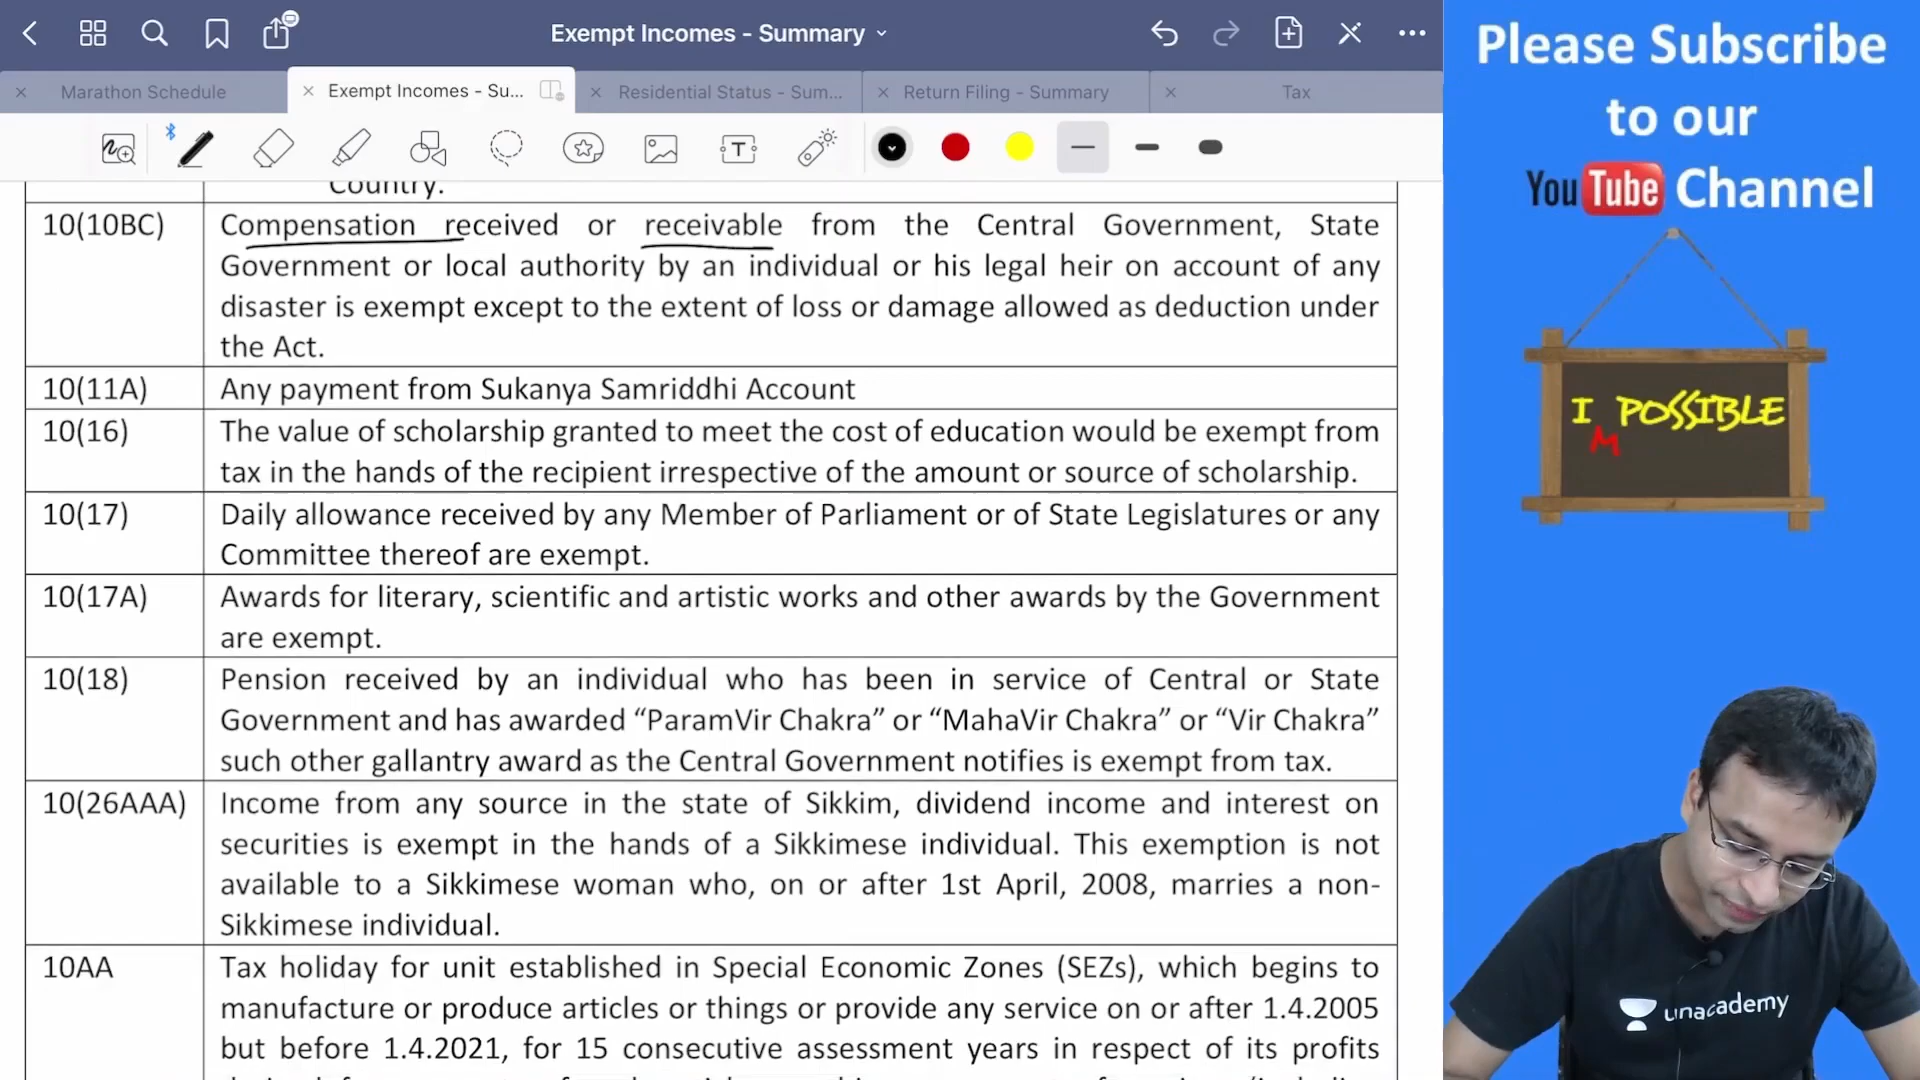 Exempt Incomes - Summary
Marathon Schedule
Exempt Incomes - Su...
Residential Status - Sum...
Return Filing - Summary
Tax
T
Country.
10(10BC)
Compensation received or receivable from the Central Government, State
Government or local authority by an individual or his legal heir on account of any
disaster is exempt except to the extent of loss or damage allowed as deduction under
the Act.
10(11A)
Any payment from Sukanya Samriddhi Account
10(16)
The value of scholarship granted to meet the cost of education would be exempt from
tax in the hands of the recipient irrespective of the amount or source of scholarship.
10(17)
Daily allowance received by any Member of Parliament or of State Legislatures or any
Committee thereof are exempt.
10(17A)
Awards for literary, scientific and artistic works and other awards by the Government
are exempt.
10(18)
Pension received by an individual who has been in service of Central or State
Government and has awarded “ParamVir Chakra” or “MahaVir Chakra” or “Vir Chakra”
such other gallantry award as the Central Government notifies is exempt from tax.
10(26AAA)
Income from any source in the state of Sikkim, dividend income and interest on
securities is exempt in the hands of a Sikkimese individual. This exemption is not
available to a Sikkimese woman who, on or after 1st April, 2008, marries a non-
Sikkimese individual.
10AA
Tax holiday for unit established in Special Economic Zones (SEZs), which begins to
manufacture or produce articles or things or provide any service on or after 1.4.2005
but before 1.4.2021, for 15 consecutive assessment years in respect of its profits
Please Subscribe
to our
YouTube Channel
I POSSIBLE
M
unacademy